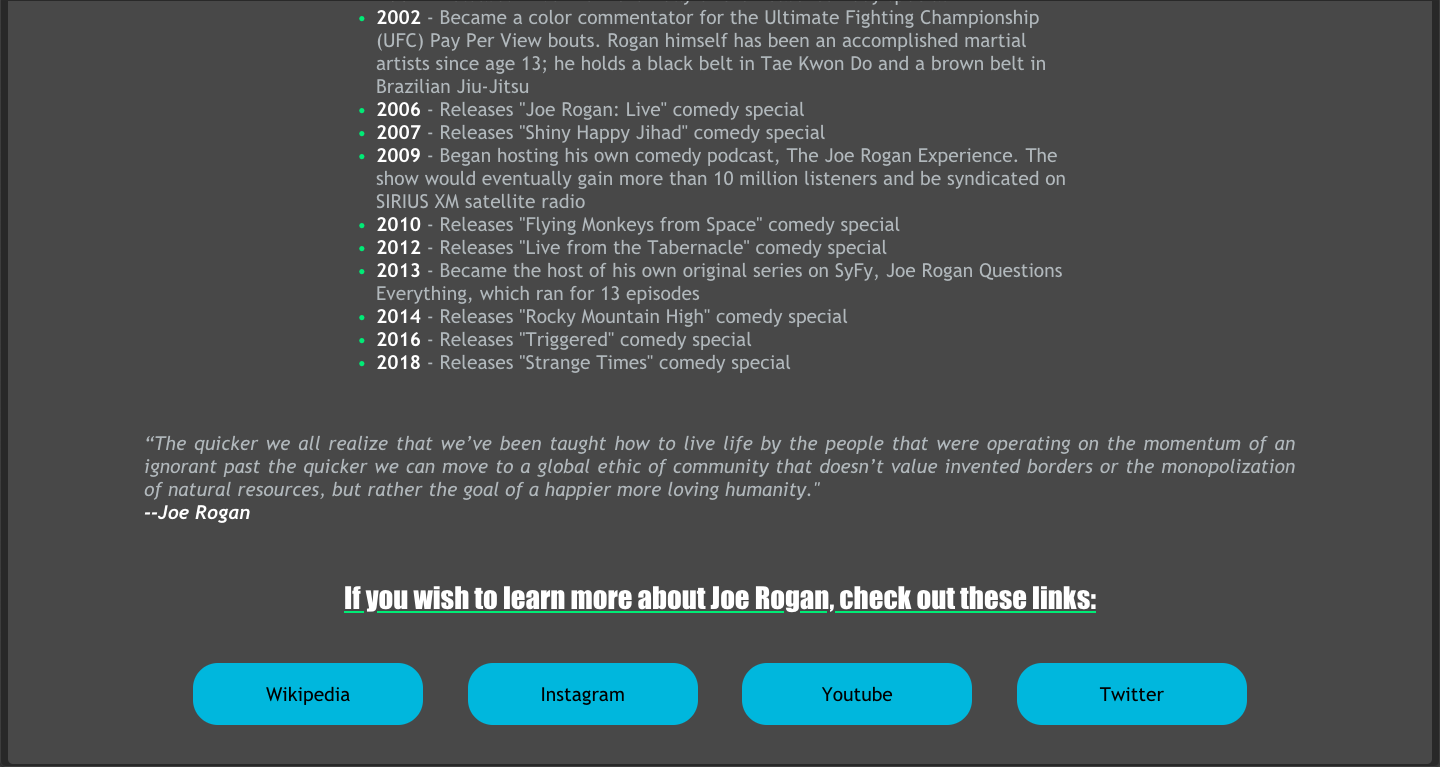 2002 - Became a color commentator for the Ultimate Fighting Championship
(UFC) Pay Per View bouts. Rogan himself has been an accomplished martial
artists since age 13; he holds a black belt in Tae Kwon Do and a brown belt in
Brazilian Jiu-Jitsu
2006 - Releases "Joe Rogan: Live" comedy special
2007 - Releases "Shiny Happy Jihad" comedy special
2009 - Began hosting his own comedy podcast, The Joe Rogan Experience. The
show would eventually gain more than 10 million listeners and be syndicated on
SIRIUS XM satellite radio
2010 - Releases "Flying Monkeys from Space" comedy special
2012 - Releases "Live from the Tabernacle" comedy special
2013 - Became the host of his own original series on SyFy, Joe Rogan Questions
Everything, which ran for 13 episodes
2014 - Releases "Rocky Mountain High" comedy special
2016 - Releases "Triggered" comedy special
2018 - Releases "Strange Times" comedy special
“The quicker we all realize that we’ve been taught how to live life by the people that were operating on the momentum of an
ignorant past the quicker we can move to a global ethic of community that doesn’t value invented borders or the monopolization
of natural resources, but rather the goal of a happier more loving humanity."
--Joe Rogan
If you wish to learn more about Joe Rogan, check out these links:
Wikipedia Instagram Youtube Twitter